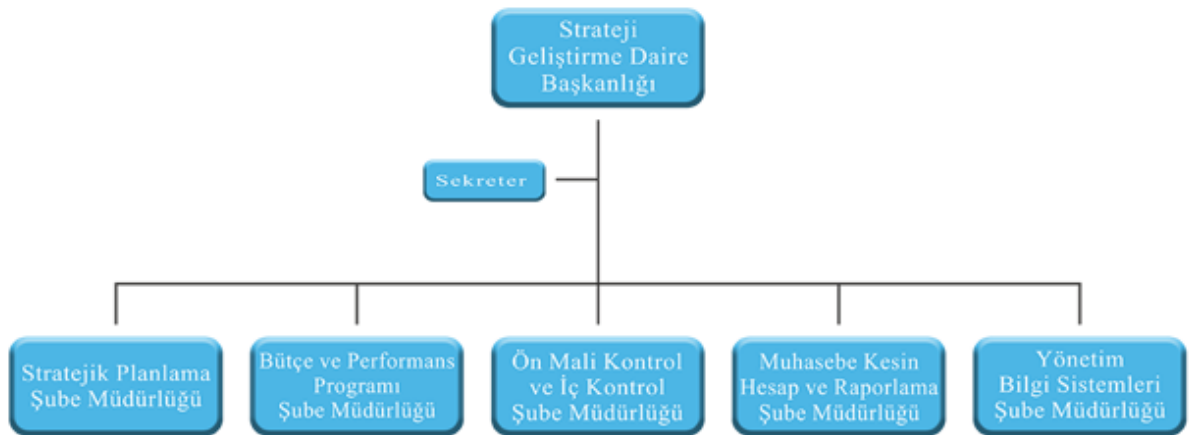 Strateji
Geliştirme Daire
Başkanlığı
Sekreter
Stratejik Planlama
Şube Müdürlüğü
Bütçe ve Performans
Programı
Şube Müdürlüğü
Ön Mali Kontrol
ve İç Kontrol
Şube Müdürlüğü
Muhasebe Kesin
Hesap ve Raporlama
Şube Müdürlüğü
Yönetim
Bilgi Sistemleri
Şube Müdürlüğü